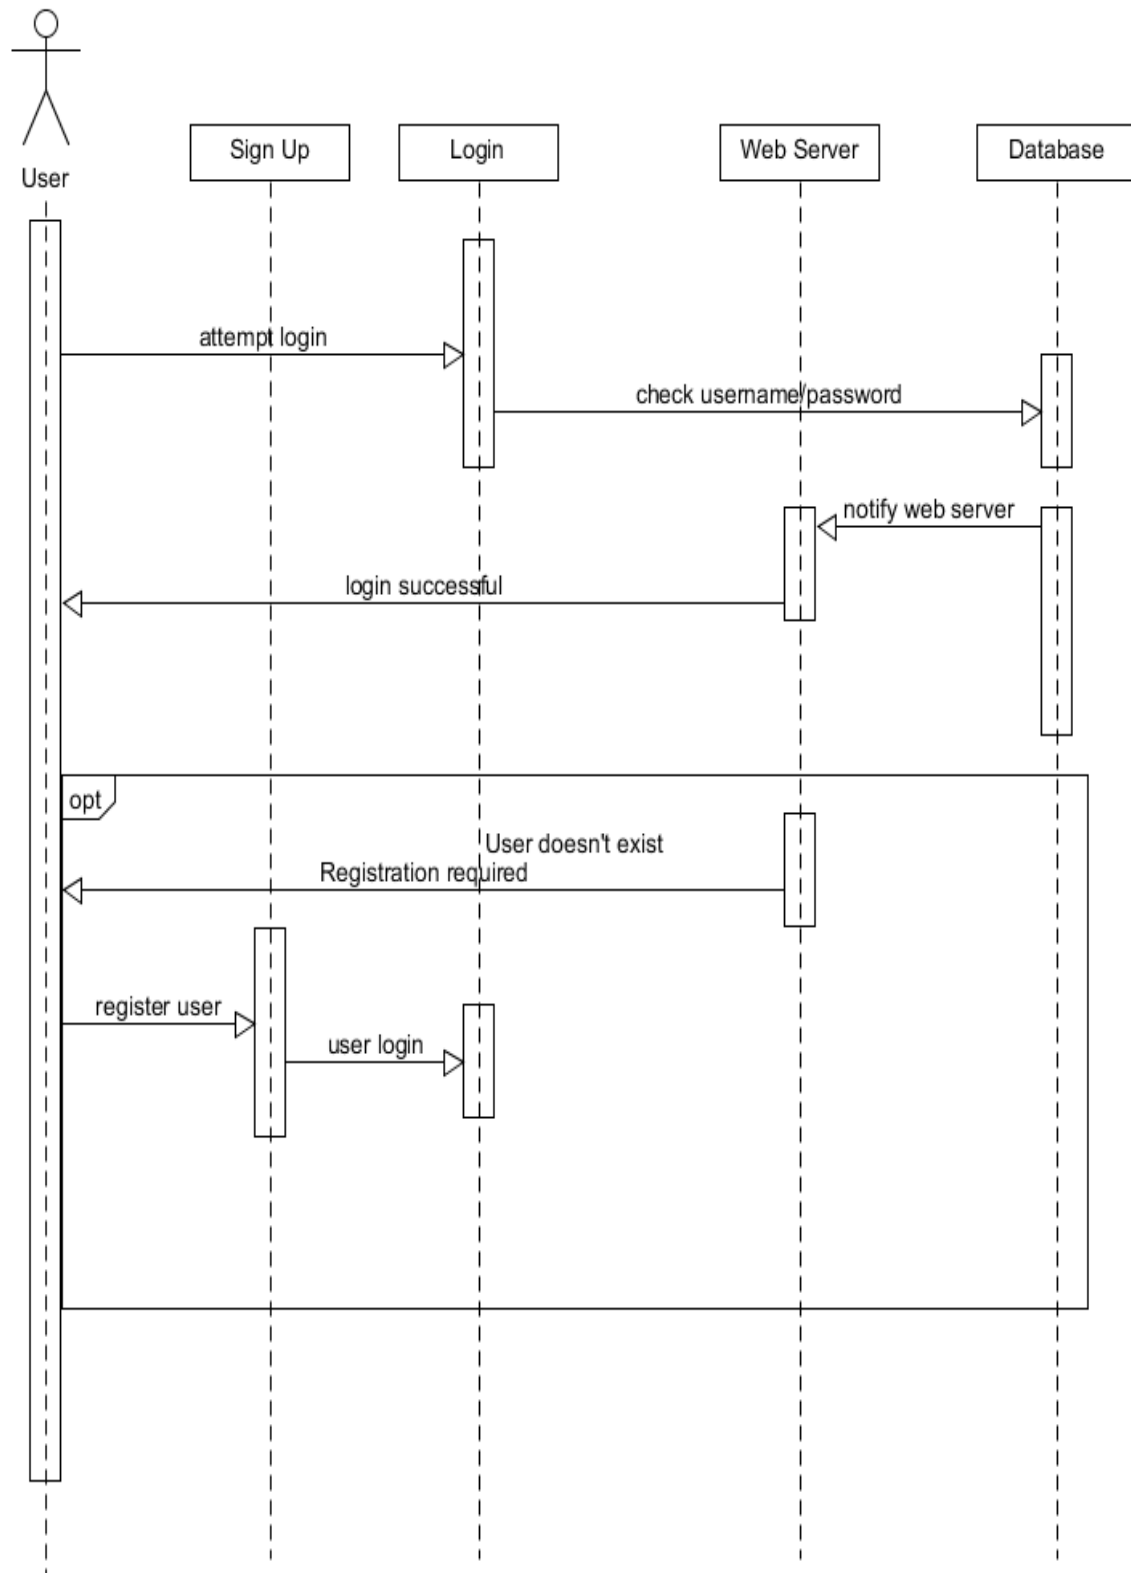 User
Sign Up
Login
Web Server
Database
attempt login
check username/password
notify web server
login successful
opt
User doesn't exist
Registration required
register user
user login